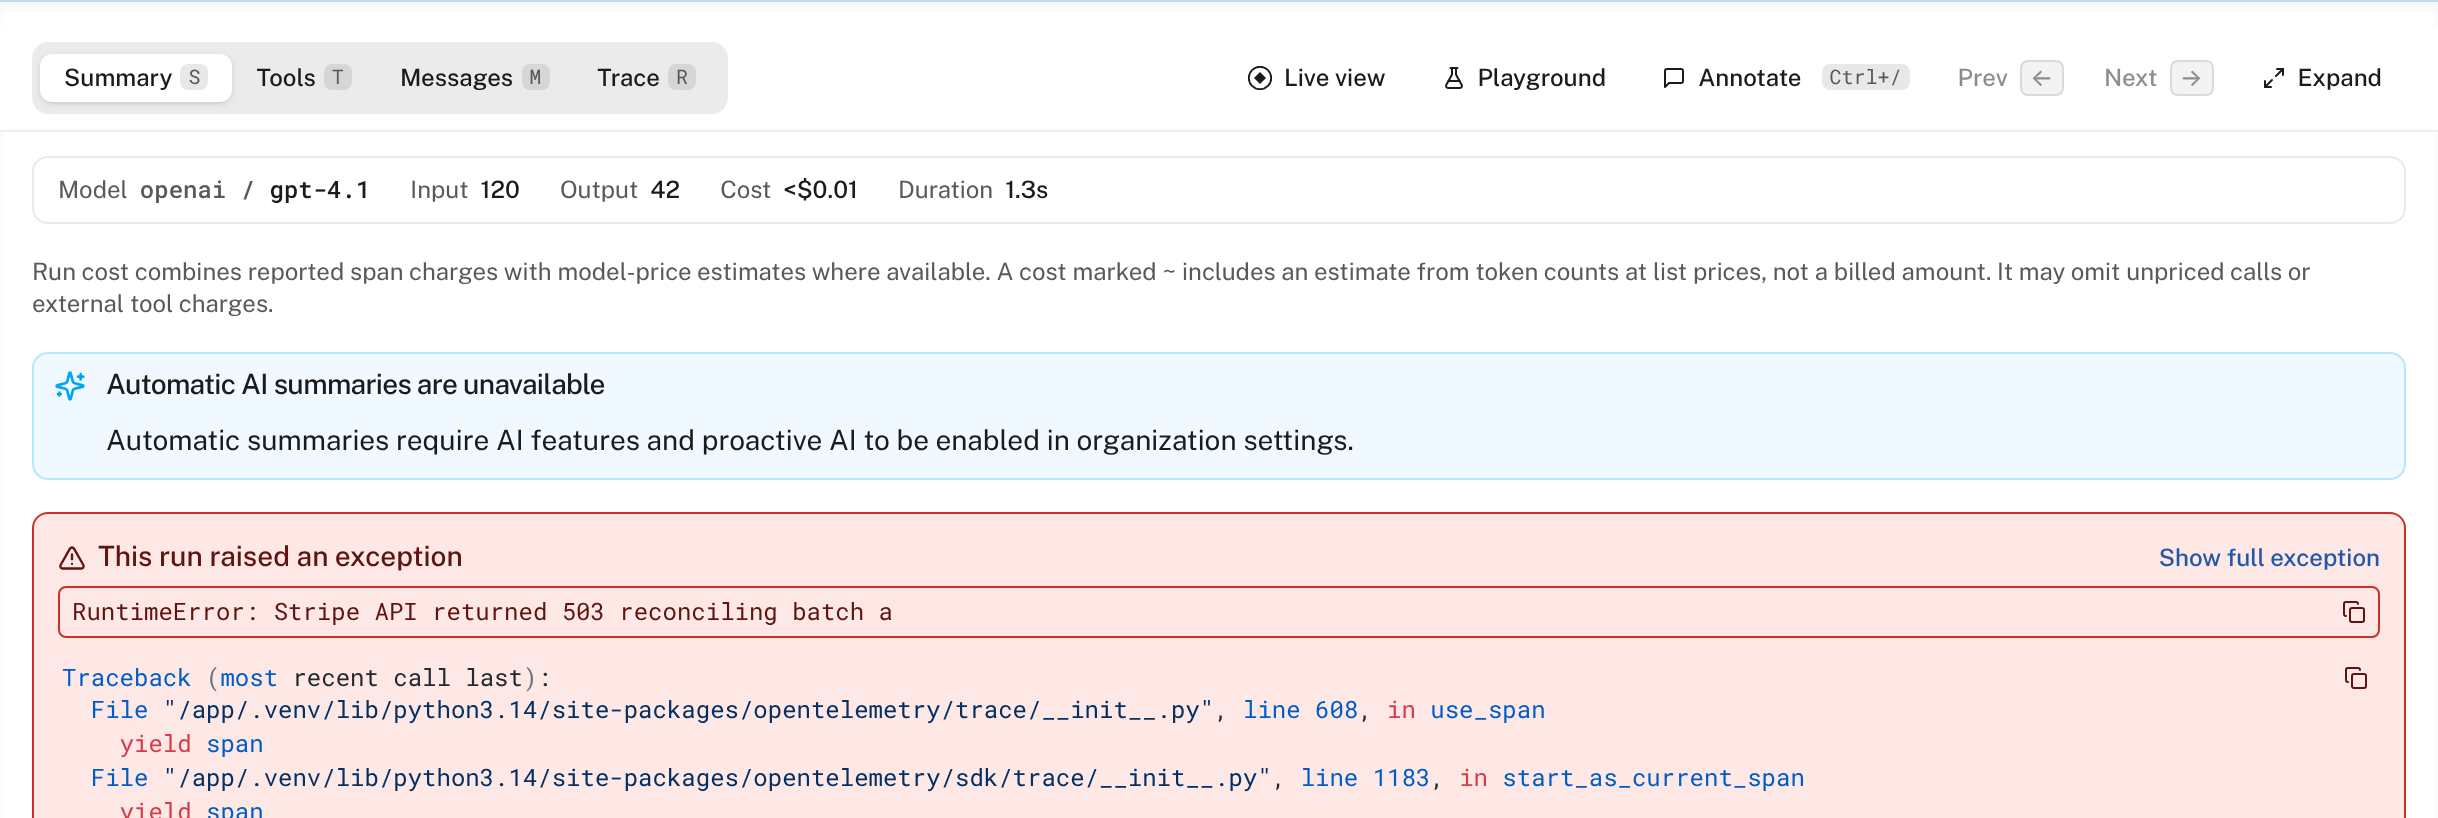 Summary S Tools T Messages M Trace R Live view Playground Annotate Ctrl+/ Prev ← Next → Expand
Model openai / gpt-4.1 Input 120 Output 42 Cost <$0.01 Duration 1.3s
Run cost combines reported span charges with model-price estimates where available. A cost marked ~ includes an estimate from token counts at list prices, not a billed amount. It may omit unpriced calls or
external tool charges.
Automatic AI summaries are unavailable
Automatic summaries require AI features and proactive AI to be enabled in organization settings.
This run raised an exception Show full exception
RuntimeError: Stripe API returned 503 reconciling batch a
Traceback (most recent call last):
File "/app/.venv/lib/python3.14/site-packages/opentelemetry/trace/__init__.py", line 608, in use_span
yield span
File "/app/.venv/lib/python3.14/site-packages/opentelemetry/sdk/trace/__init__.py", line 1183, in start_as_current_span
yield span